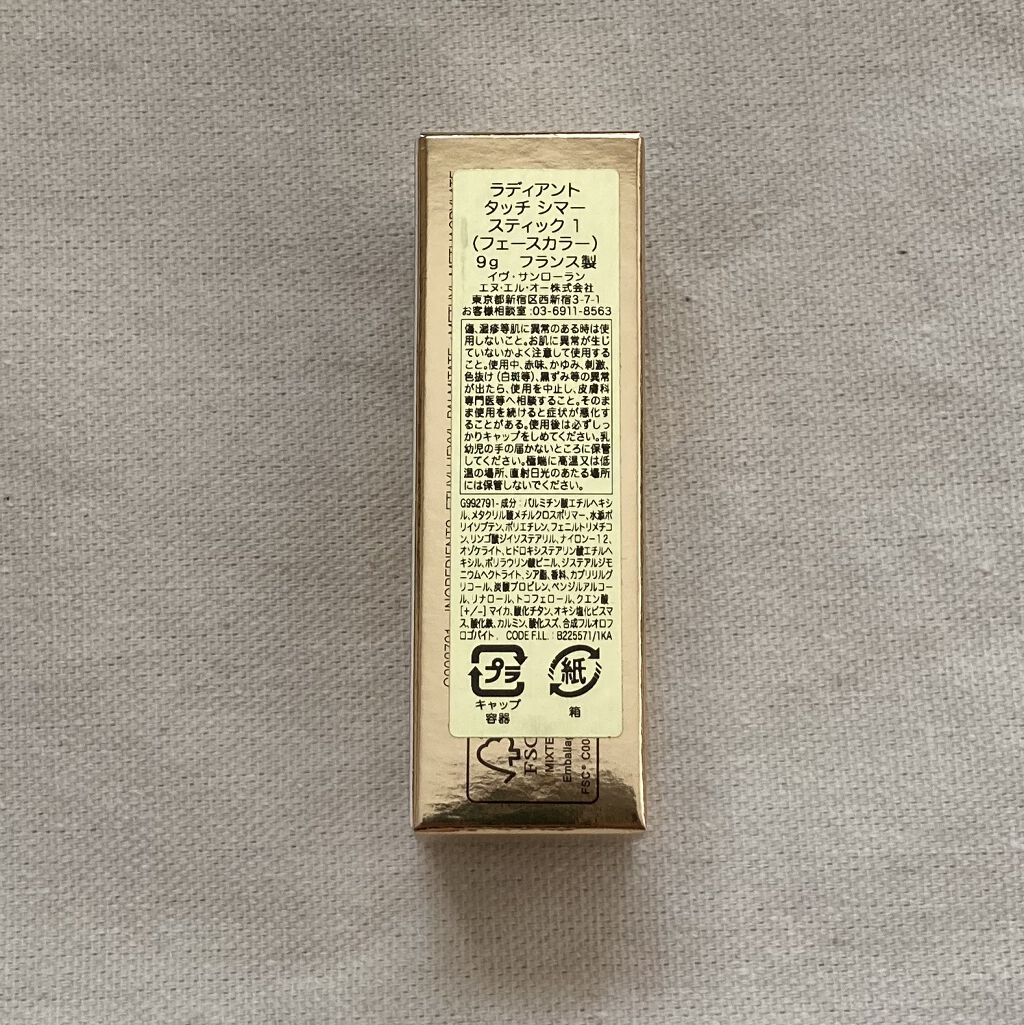 ラディアント
タッチ シマー
スティック 1
(フェースカラー)
9g フランス製
イヴ・サンローラン
エヌ・エル・オー株式会社
東京都新宿区西新宿3-7-1
お客様相談室:03-6911-8563
傷、湿疹等肌に異常のある時は使
用しないこと。お肌に異常が生じ
ていないかよく注意して使用する
こと。使用中、赤味、かゆみ、刺激、
色抜け(白斑等)、黒ずみ等の異常
が出たら、使用を中止し、皮膚科
専門医等へ相談すること。そのま
ま使用を続けると症状が悪化す
ることがある。使用後は必ずしっ
かりキャップをしめてください。乳
幼児の手の届かないところに保管
してください。極端に高温又は低
温の場所、直射日光のあたる場所
には保管しないでください。
G992791-成分:パルミチン酸エチルヘキシ
ル、メタクリル酸メチルクロスポリマー、水添ポ
リイソブテン、ポリエチレン、フェニルトリメチコ
ン、リンゴ酸ジイソステアリル、ナイロン-12、
オゾケライト、ヒドロキシステアリン酸エチルヘ
キシル、ポリラウリン酸ビニル、ジステアルジモ
ニウムヘクトライト、シア脂、香料、カプリリルグ
リコール、炭酸プロピレン、ベンジルアルコー
ル、リナロール、トコフェロール、クエン酸
[+/-]マイカ、酸化チタン、オキシ塩化ビスマ
ス、酸化鉄、カルミン、酸化スズ、合成フルオロフ
ロゴパイト. CODE F.I.L. : B225571/1KA
プラ
キャップ
容器
紙
箱
FSC
MIXTE
Emballa
FSC® C00